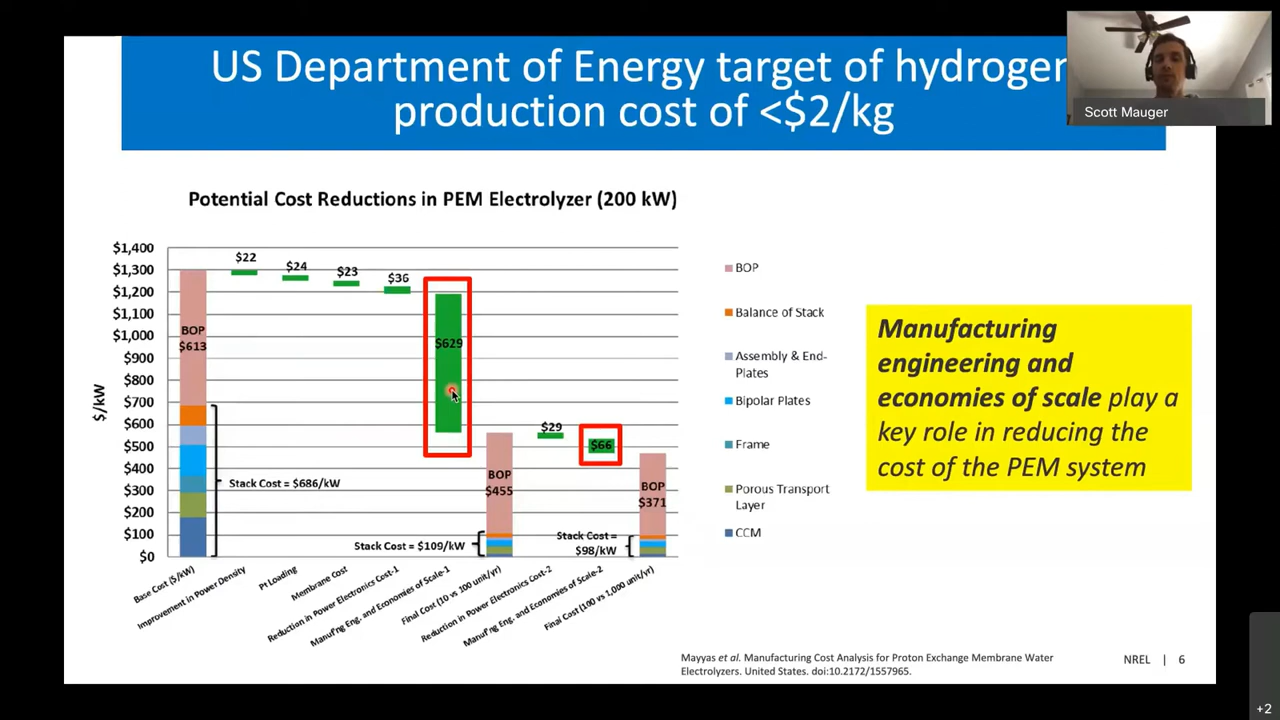 US Department of Energy target of hydrogen
production cost of <$2/kg
Scott Mauger
Potential Cost Reductions in PEM Electrolyzer (200 kW)
$/kW
$1,400
$1,300
$1,200
$1,100
$1,000
$900
$800
$700
$600
$500
$400
$300
$200
$100
$0
BOP
$613
Stack Cost = $686/kW
$22
$24
$23
$36
$629
BOP
$455
Stack Cost = $109/kW
$29
$66
BOP
$371
Stack Cost =
$98/kW
Base Cost ($/kW)
Improvement in Power Density
Pt Loading
Membrane Cost
Reduction in Power Electronics Cost-1
Manuf'ng Eng. and Economies of Scale-1
Final Cost (10 vs 100 unit/yr)
Reduction in Power Electronics Cost-2
Manuf'ng Eng. and Economies of Scale-2
Final Cost (100 vs 1,000 unit/yr)
BOP
Balance of Stack
Assembly & End-
Plates
Bipolar Plates
Frame
Porous Transport
Layer
CCM
Manufacturing
engineering and
economies of scale play a
key role in reducing the
cost of the PEM system
Mayyas et al. Manufacturing Cost Analysis for Proton Exchange Membrane Water
Electrolyzers. United States. doi:10.2172/1557965.
NREL | 6
+2